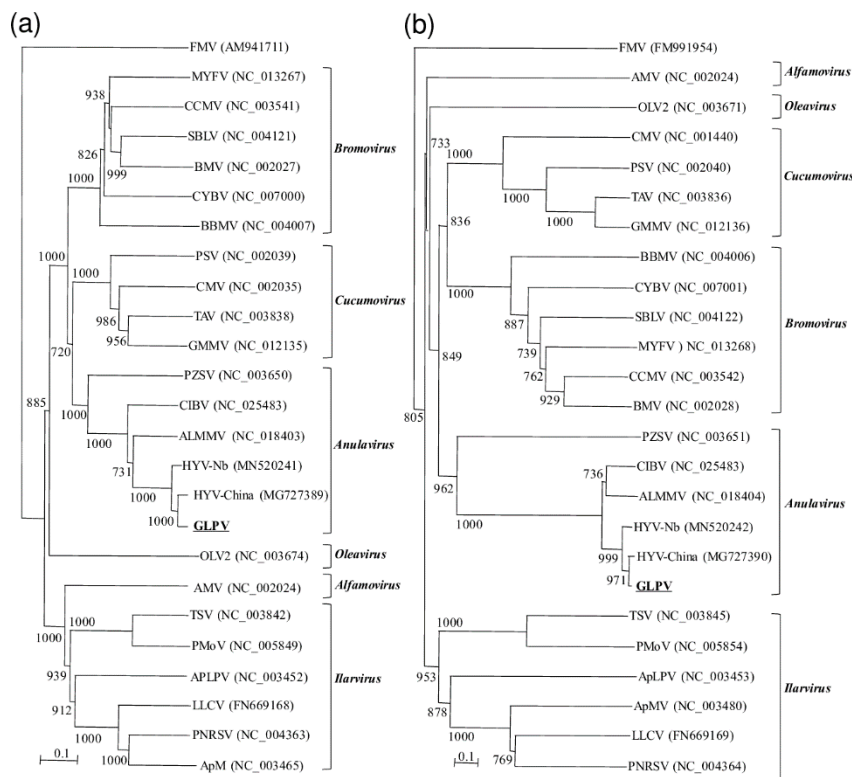 (a)
FMV (AM941711)
MYFV (NC_013267)
938
CCMV (NC_003541)
SBLV (NC_004121)
Bromovirus
826
BMV (NC_002027)
999
1000
CYBV (NC_007000)
BBMV (NC_004007)
1000
1000
PSV (NC_002039)
CMV (NC_002035)
Cucumovirus
986
TAV (NC_003838)
956
720
GMMV (NC_012135)
PZSV (NC_003650)
885
CIBV (NC_025483)
1000
ALMMV (NC_018403)
1000
Anulavirus
731
HYV-Nb (MN520241)
1000
HYV-China (MG727389)
1000
GLPV
OLV2 (NC_003674)
Oleavirus
AMV (NC_002024)
Alfamovirus
TSV (NC_003842)
1000
1000
PMoV (NC_005849)
939
APLPV (NC_003452)
Ilarvirus
912
LLCV (FN669168)
1000
PNRSV (NC_004363)
1000
ApM (NC_003465)
0.1
(b)
FMV (FM991954)
AMV (NC_002024)
Alfamovirus
OLV2 (NC_003671)
Oleavirus
733
CMV (NC_001440)
1000
PSV (NC_002040)
Cucumovirus
1000
TAV (NC_003836)
1000
836
GMMV (NC_012136)
BBMV (NC_004006)
1000
CYBV (NC_007001)
887
SBLV (NC_004122)
Bromovirus
739
MYFV ) NC_013268)
849
762
CCMV (NC_003542)
929
BMV (NC_002028)
805
PZSV (NC_003651)
736
CIBV (NC_025483)
962
ALMMV (NC_018404)
Anulavirus
1000
HYV-Nb (MN520242)
999
HYV-China (MG727390)
971
GLPV
TSV (NC_003845)
1000
PMoV (NC_005854)
953
ApLPV (NC_003453)
Ilarvirus
878
ApMV (NC_003480)
1000
LLCV (FN669169)
769
PNRSV (NC_004364)
0.1